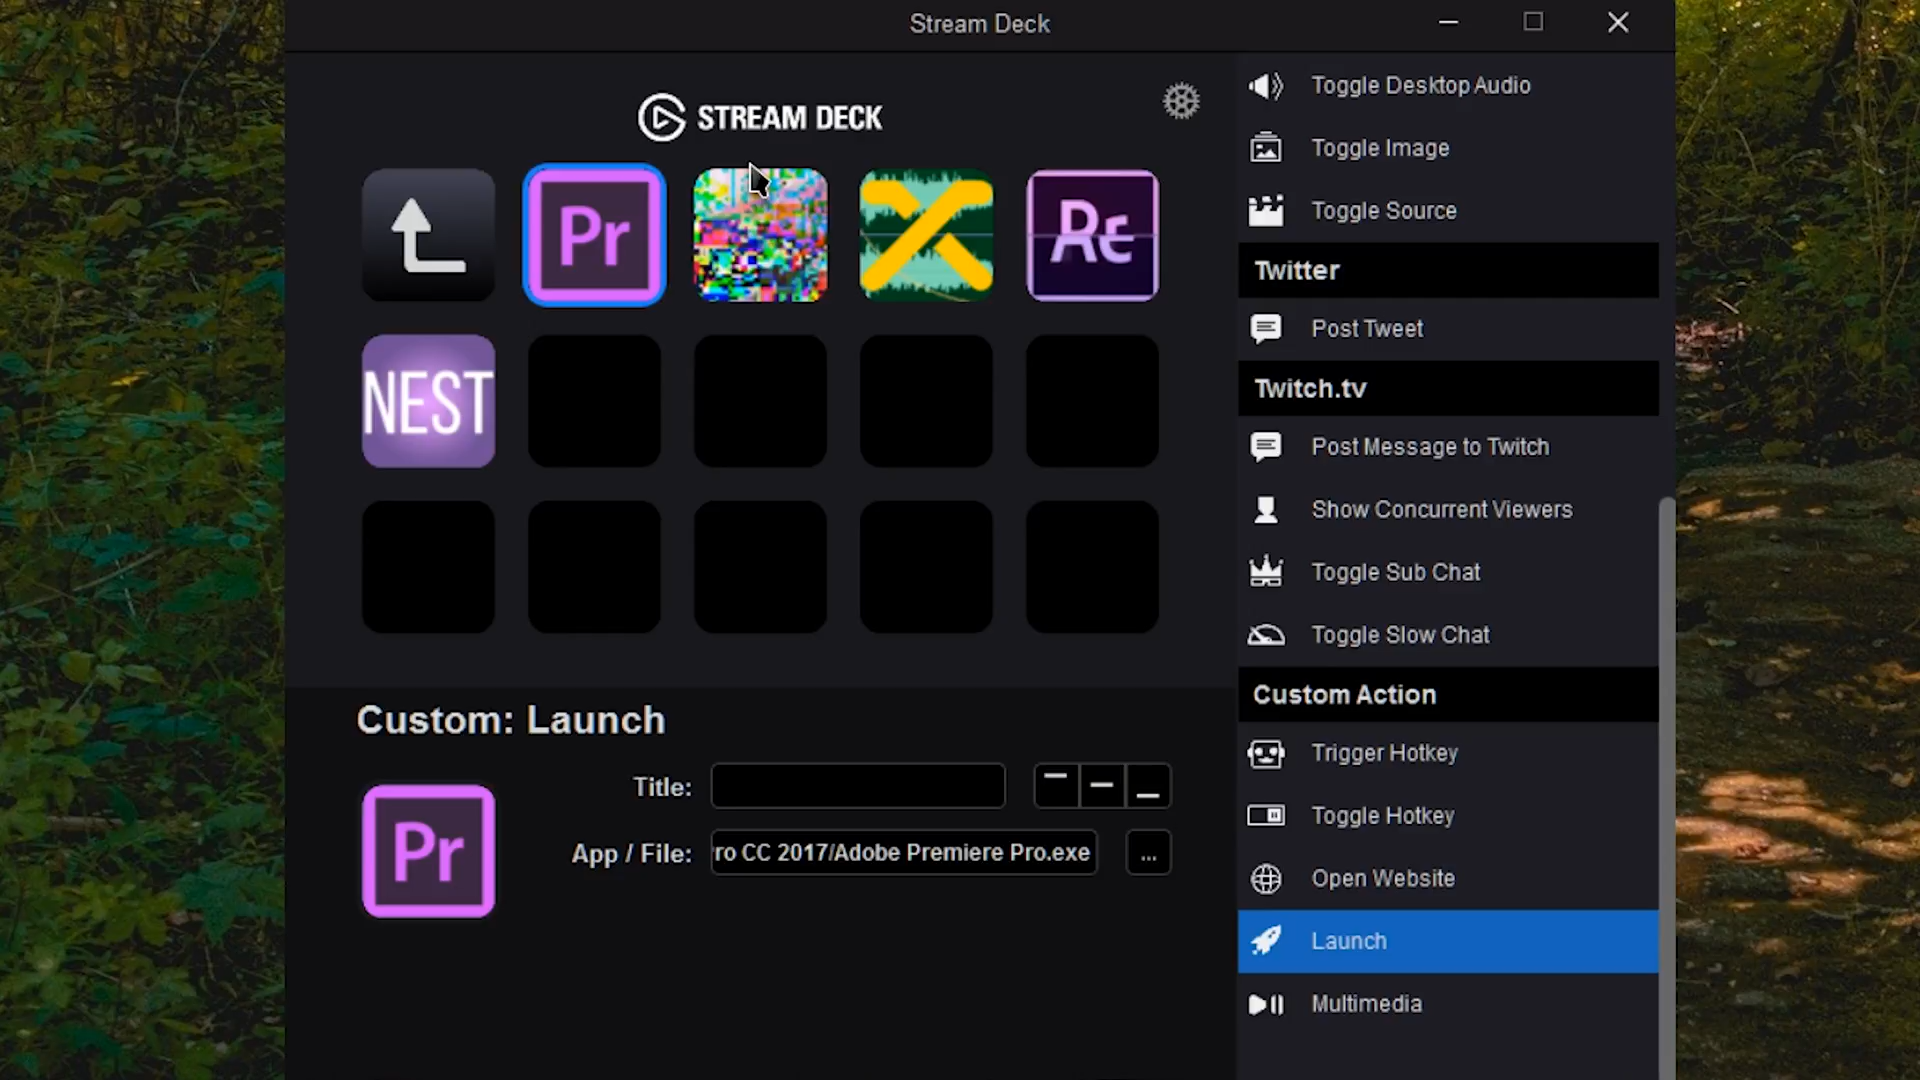 Stream Deck
STREAM DECK
Pr
NEST
Custom: Launch
Pr
Title:
App / File:
ro CC 2017/Adobe Premiere Pro.exe
...
Toggle Desktop Audio
Toggle Image
Toggle Source
Twitter
Post Tweet
Twitch.tv
Post Message to Twitch
Show Concurrent Viewers
Toggle Sub Chat
Toggle Slow Chat
Custom Action
Trigger Hotkey
Toggle Hotkey
Open Website
Launch
Multimedia